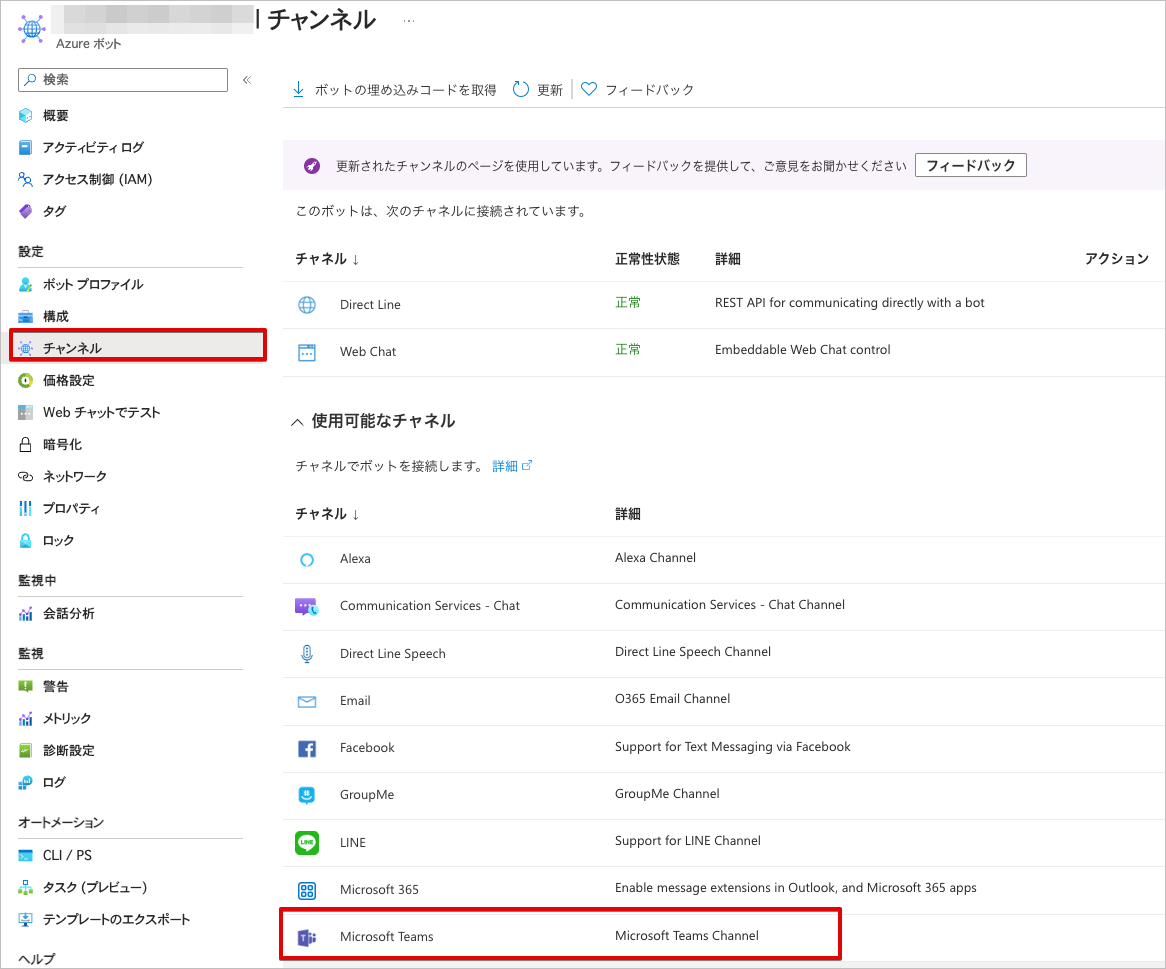 | チャンネル …
Azure ボット
検索 «
概要
アクティビティ ログ
アクセス制御 (IAM)
タグ
設定
ボット プロファイル
構成
チャンネル
価格設定
Web チャットでテスト
暗号化
ネットワーク
プロパティ
ロック
監視中
会話分析
監視
警告
メトリック
診断設定
ログ
オートメーション
CLI / PS
タスク (プレビュー)
テンプレートのエクスポート
ヘルプ
ボットの埋め込みコードを取得 更新 フィードバック
更新されたチャンネルのページを使用しています。フィードバックを提供して、ご意見をお聞かせください フィードバック
このボットは、次のチャネルに接続されています。
チャネル ↓ 正常性状態 詳細 アクション
Direct Line 正常 REST API for communicating directly with a bot
Web Chat 正常 Embeddable Web Chat control
使用可能なチャネル
チャネルでボットを接続します。 詳細
チャネル ↓ 詳細
Alexa Alexa Channel
Communication Services - Chat Communication Services - Chat Channel
Direct Line Speech Direct Line Speech Channel
Email O365 Email Channel
Facebook Support for Text Messaging via Facebook
GroupMe GroupMe Channel
LINE LINE Support for LINE Channel
Microsoft 365 Enable message extensions in Outlook, and Microsoft 365 apps
Microsoft Teams Microsoft Teams Channel